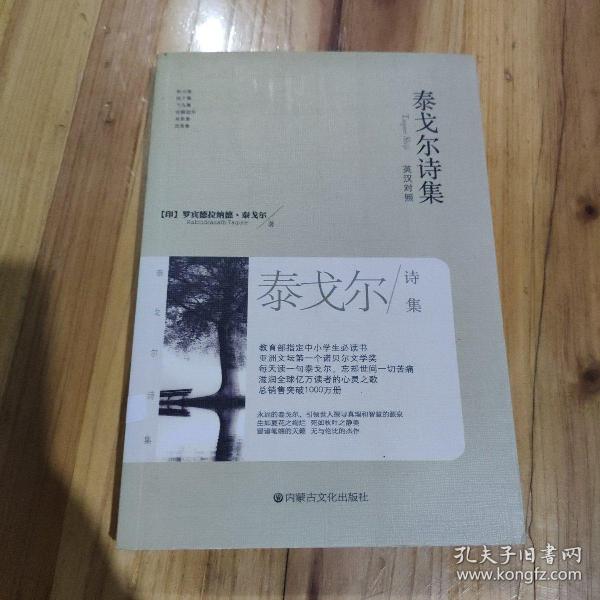 泰戈尔诗集
英汉对照
【印】罗宾德拉纳德·泰戈尔
Rabindranath Tagore
著
泰戈尔/诗集
泰戈尔诗集
教育部指定中小学生必读书
亚洲文坛第一个诺贝尔文学奖
每天读一句泰戈尔，忘却世间一切苦痛
滋润全球亿万读者的心灵之歌
总销售突破1000万册
永远的泰戈尔，引领世人探寻真理和智慧的源泉
生如夏花之绚烂 死如秋叶之静美
内蒙古文化出版社
孔夫子旧书网
www.kongfz.com